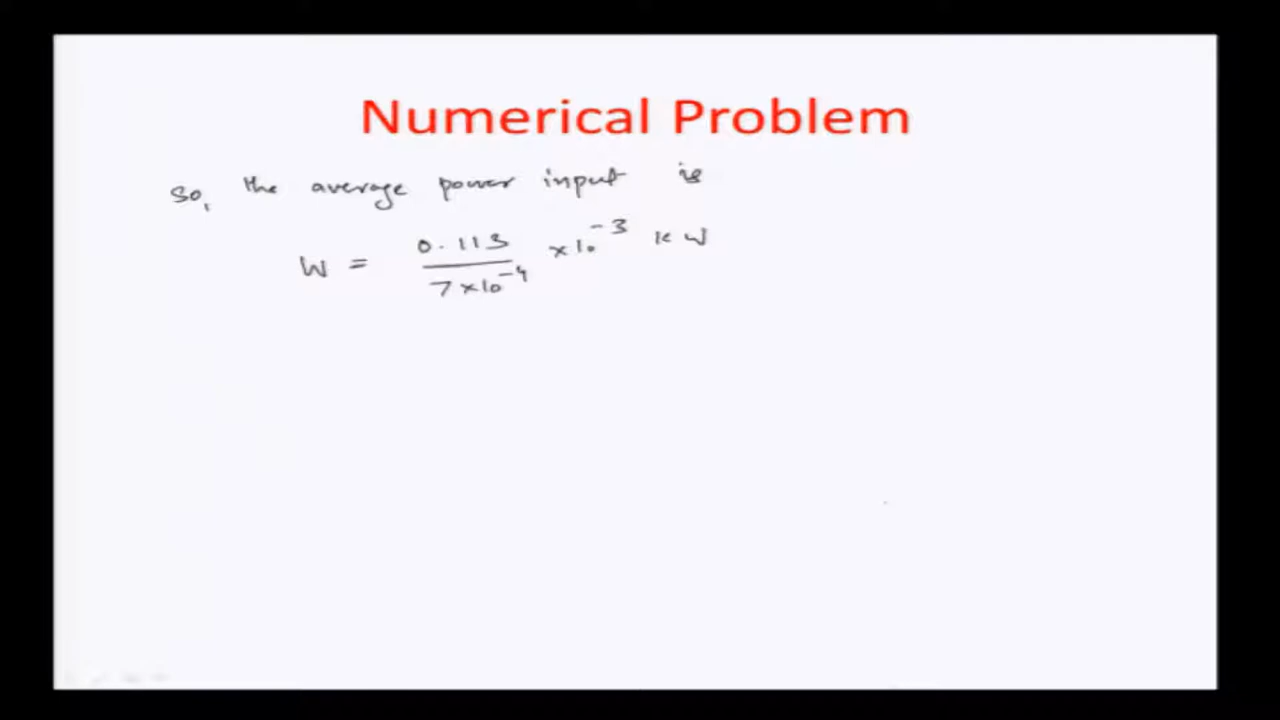 Numerical Problem
So, the average power input is
W = 0.113 / 7×10⁻⁴ ×10⁻³ kW